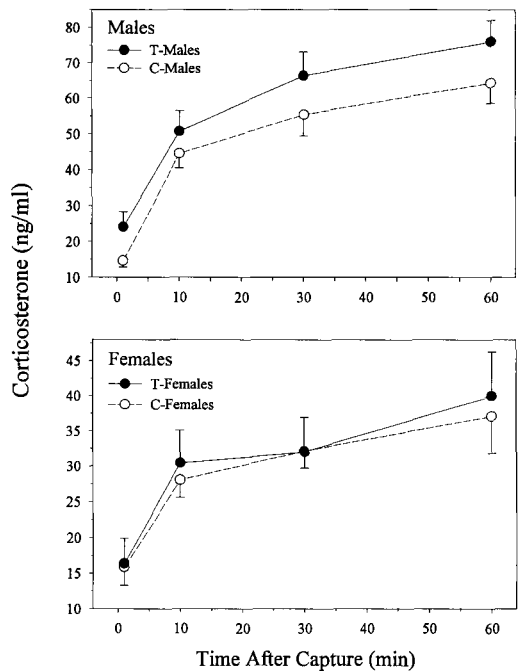 Corticosterone (ng/ml)
Males
T-Males
C-Males
80
70
60
50
40
30
20
10
0 10 20 30 40 50 60
Females
T-Females
C-Females
45
40
35
30
25
20
15
10
0 10 20 30 40 50 60
Time After Capture (min)